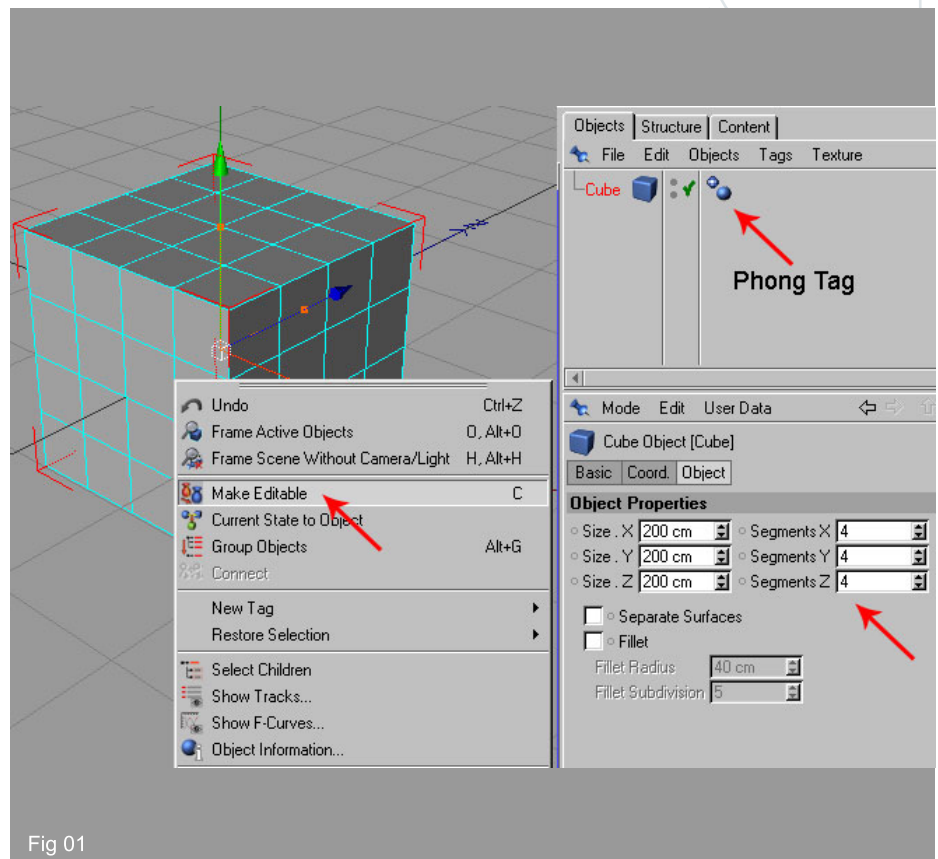 Objects Structure Content
File Edit Objects Tags Texture
Cube
Phong Tag
Undo Ctrl+Z
Frame Active Objects O, Alt+O
Frame Scene Without Camera/Light H, Alt+H
Make Editable C
Current State to Object
Group Objects Alt+G
Connect
New Tag
Restore Selection
Select Children
Show Tracks...
Show F-Curves...
Object Information...
Mode Edit User Data
Cube Object [Cube]
Basic Coord. Object
Object Properties
Size . X 200 cm Segments X 4
Size . Y 200 cm Segments Y 4
Size . Z 200 cm Segments Z 4
Separate Surfaces
Fillet
Fillet Radius 40 cm
Fillet Subdivision 5
Fig 01